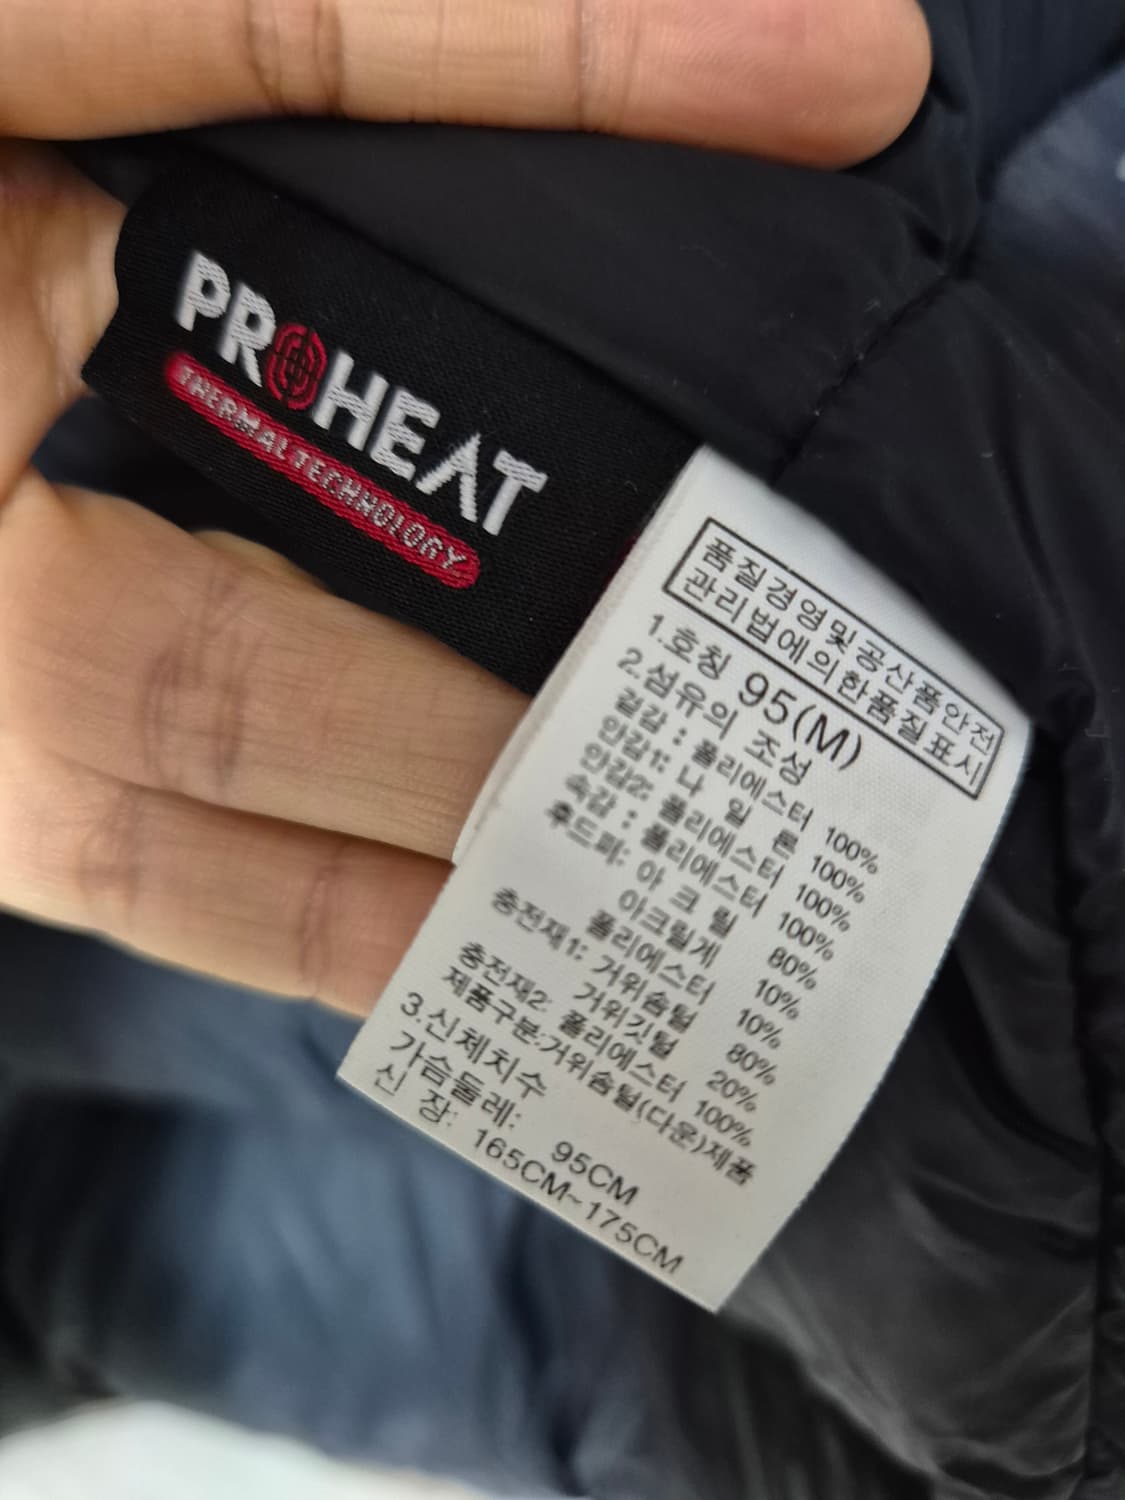 PROHEAT
THERMAL TECHNOLOGY
품질경영및공산품안전
관리법에의한품질표시
1.호칭 95(M)
2.섬유의 조성
겉감 : 폴리에스터 100%
안감1: 나 일 론 100%
안감2: 폴리에스터 100%
속감 : 폴리에스터 100%
후드퍼: 아 크 릴 80%
아크릴계 10%
폴리에스터 10%
충전재1: 거위솜털 80%
거위깃털 20%
충전재2: 폴리에스터 100%
제품구분:거위솜털(다운)제품
3.신체치수
가슴둘레: 95CM
신 장: 165CM~175CM